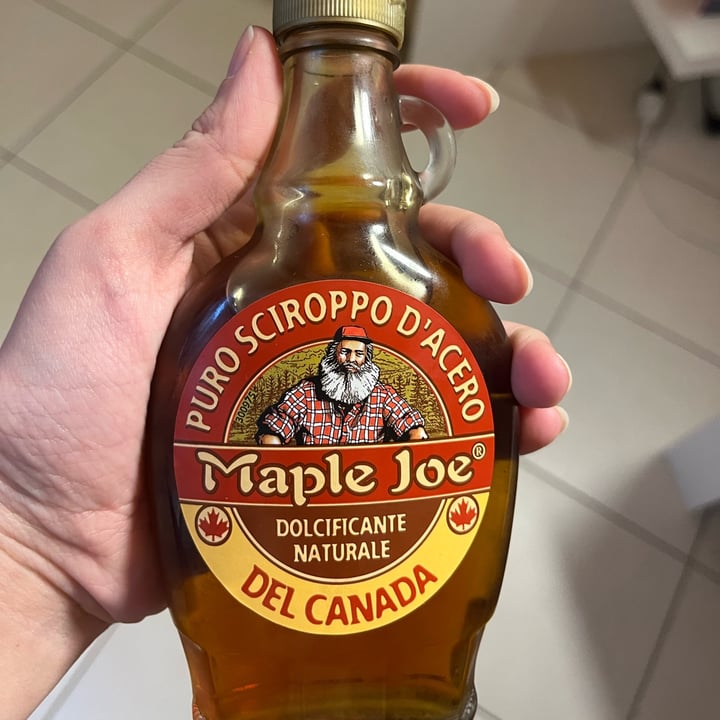 PURO SCIROPPO D'ACERO
Maple Joe®
DOLCIFICANTE
NATURALE
DEL CANADA